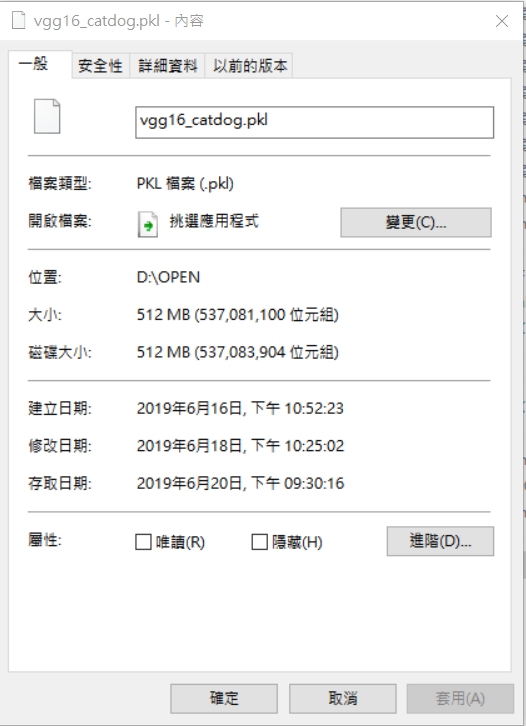 vgg16_catdog.pkl - 內容
一般 安全性 詳細資料 以前的版本
vgg16_catdog.pkl
檔案類型: PKL 檔案 (.pkl)
開啟檔案: 挑選應用程式 變更(C)...
位置: D:\OPEN
大小: 512 MB (537,081,100 位元組)
磁碟大小: 512 MB (537,083,904 位元組)
建立日期: 2019年6月16日, 下午 10:52:23
修改日期: 2019年6月18日, 下午 10:25:02
存取日期: 2019年6月20日, 下午 09:30:16
屬性: 唯讀(R) 隱藏(H) 進階(D)...
確定 取消 套用(A)